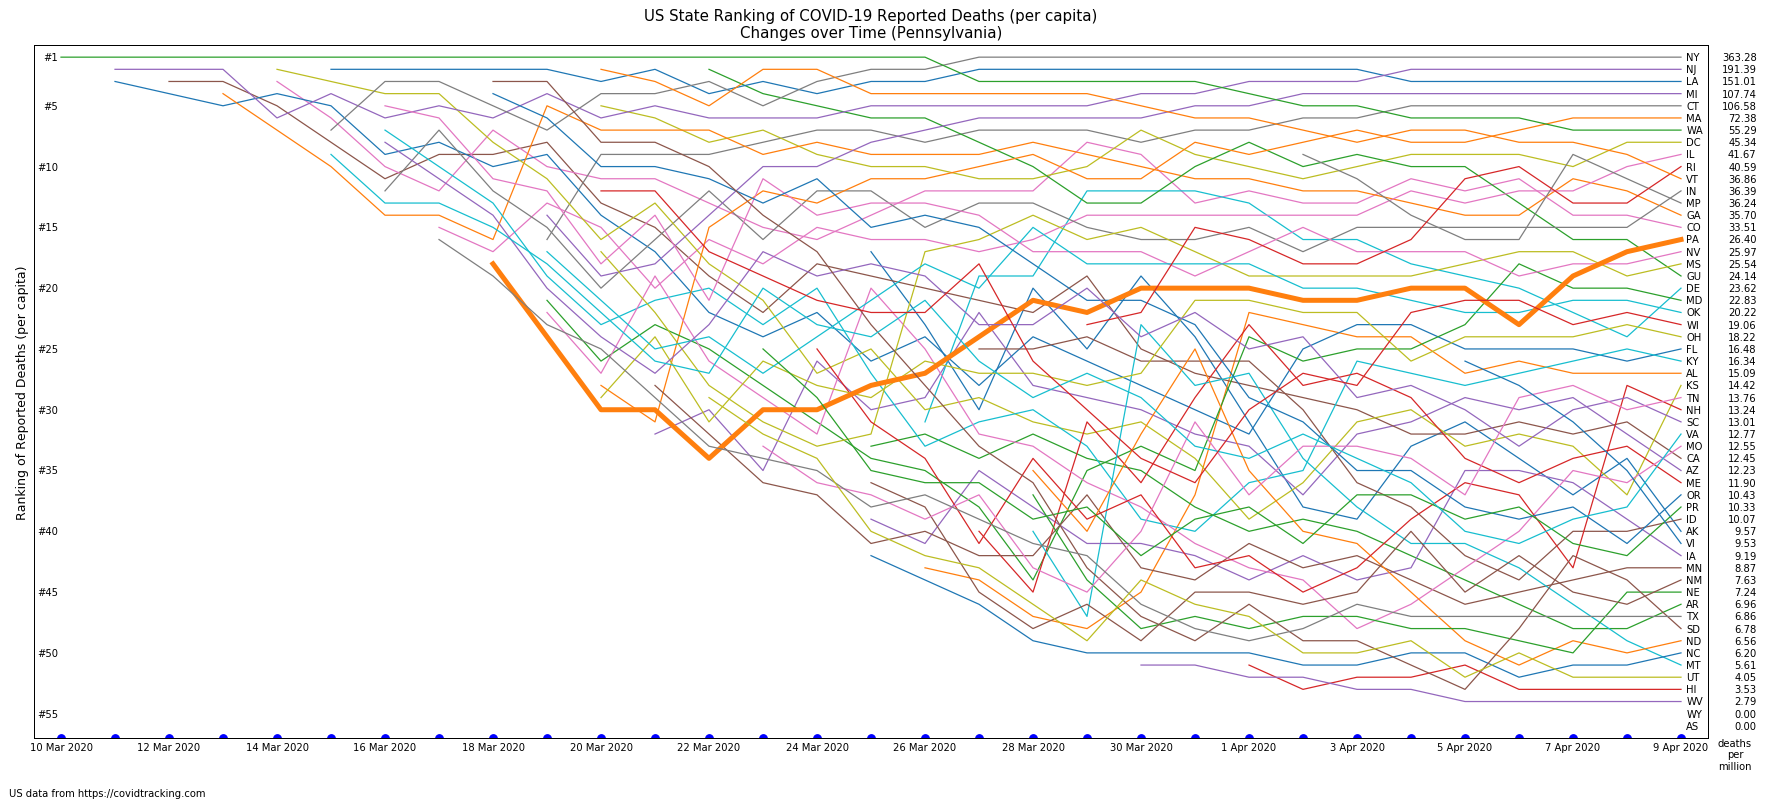 US State Ranking of COVID-19 Reported Deaths (per capita)
Changes over Time (Pennsylvania)
Ranking of Reported Deaths (per capita)
#1
#5
#10
#15
#20
#25
#30
#35
#40
#45
#50
#55
NY 363.28
NJ 191.39
LA 151.01
MI 107.74
CT 106.58
MA 72.38
WA 55.29
DC 45.34
IL 41.67
RI 40.59
VT 36.86
IN 36.39
MP 36.24
GA 35.70
CO 33.51
PA 26.40
NV 25.97
MS 25.54
GU 24.14
DE 23.62
MD 22.83
OK 20.22
WI 19.06
OH 18.22
FL 16.48
KY 16.34
AL 15.09
KS 14.42
TN 13.76
NH 13.24
SC 13.01
VA 12.77
MO 12.55
CA 12.45
AZ 12.23
ME 11.90
OR 10.43
PR 10.33
ID 10.07
AK 9.57
VI 9.53
IA 9.19
MN 8.87
NM 7.63
NE 7.24
AR 6.96
TX 6.86
SD 6.78
ND 6.56
NC 6.20
MT 5.61
UT 4.05
HI 3.53
WV 2.79
WY 0.00
AS 0.00
10 Mar 2020 12 Mar 2020 14 Mar 2020 16 Mar 2020 18 Mar 2020 20 Mar 2020 22 Mar 2020 24 Mar 2020 26 Mar 2020 28 Mar 2020 30 Mar 2020 1 Apr 2020 3 Apr 2020 5 Apr 2020 7 Apr 2020 9 Apr 2020
deaths
per
million
US data from https://covidtracking.com